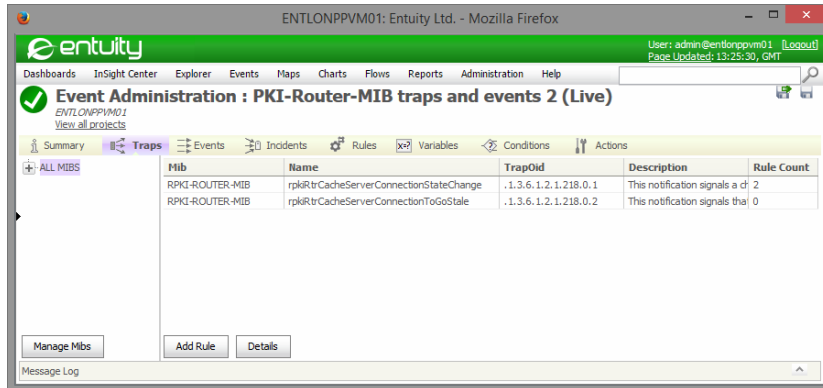 ENTLONPPVM01: Entuity Ltd. - Mozilla Firefox
entuity
User: admin@entlonppvm01 [Logout]
Page Updated: 13:25:30, GMT
Dashboards InSight Center Explorer Events Maps Charts Flows Reports Administration Help
Event Administration : PKI-Router-MIB traps and events 2 (Live)
ENTLONPPVM01
View all projects
Summary Traps Events Incidents Rules x=? Variables Conditions Actions
ALL MIBS
Mib Name TrapOid Description Rule Count
RPKI-ROUTER-MIB rpkiRtrCacheServerConnectionStateChange .1.3.6.1.2.1.218.0.1 This notification signals a ch 2
RPKI-ROUTER-MIB rpkiRtrCacheServerConnectionToGoStale .1.3.6.1.2.1.218.0.2 This notification signals that 0
Manage Mibs Add Rule Details
Message Log